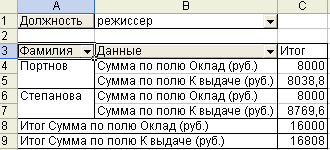 A B C
1 Должность режиссер
2
3 Фамилия Данные Итог
4 Портнов Сумма по полю Оклад (руб.) 8000
5 Сумма по полю К выдаче (руб.) 8038,8
6 Степанова Сумма по полю Оклад (руб.) 8000
7 Сумма по полю К выдаче (руб.) 8769,6
8 Итог Сумма по полю Оклад (руб.) 16000
9 Итог Сумма по полю К выдаче (руб.) 16808